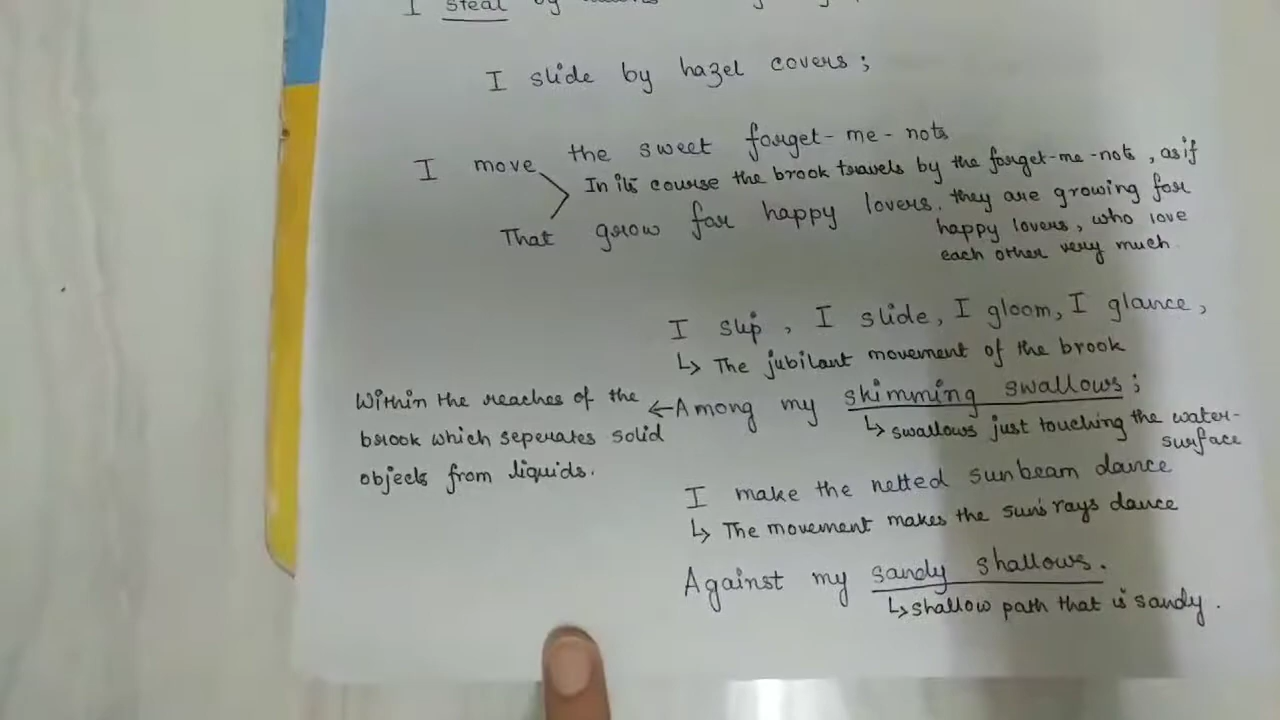 I steal by
I slide by hazel covers;
I move the sweet forget-me-nots
In its course the brook travels by the forget-me-nots, as if
That grow for happy lovers. they are growing for
happy lovers, who love
each other very much.
I slip, I slide, I gloom, I glance,
↳ The jubilant movement of the brook
Within the reaches of the ← Among my skimming swallows;
brook which seperates solid ↳ swallows just touching the water-
objects from liquids. surface
I make the netted sunbeam dance
↳ The movement makes the sun's rays dance
Against my sandy shallows.
↳ shallow path that is sandy.